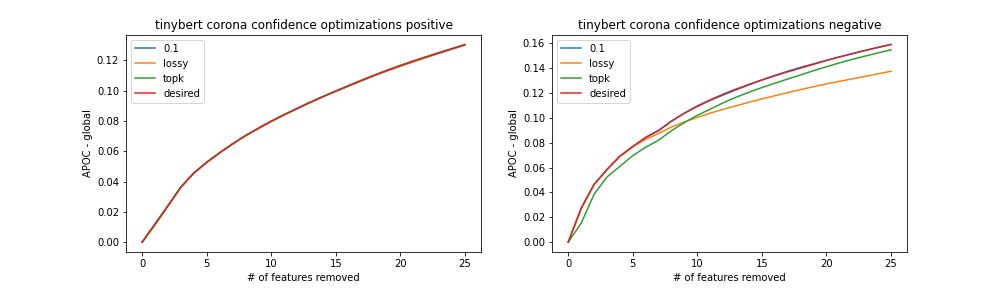 tinybert corona confidence optimizations positive
0.1
lossy
topk
desired
0.12
0.10
0.08
0.06
0.04
0.02
0.00
APOC - global
0 5 10 15 20 25
# of features removed
tinybert corona confidence optimizations negative
0.1
lossy
topk
desired
0.16
0.14
0.12
0.10
0.08
0.06
0.04
0.02
0.00
APOC - global
0 5 10 15 20 25
# of features removed